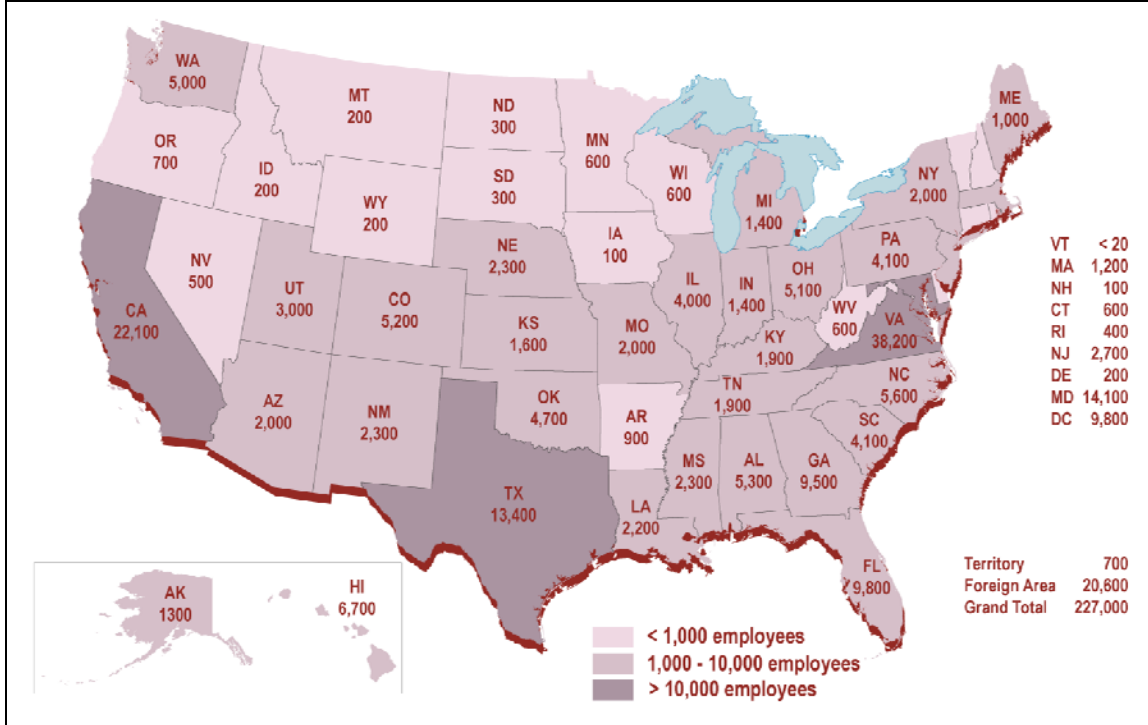 WA
5,000
MT
200
ND
300
MN
600
ME
1,000
OR
700
ID
200
SD
300
WI
600
NY
2,000
WY
200
MI
1,400
IA
100
NE
2,300
PA
4,100
NV
500
UT
3,000
CO
5,200
IL
4,000
IN
1,400
OH
5,100
CA
22,100
KS
1,600
MO
2,000
WV
600
VA
38,200
KY
1,900
AZ
2,000
NM
2,300
OK
4,700
AR
900
TN
1,900
NC
5,600
SC
4,100
TX
13,400
MS
2,300
AL
5,300
GA
9,500
LA
2,200
FL
9,800
AK
1300
HI
6,700
VT < 20
MA 1,200
NH 100
CT 600
RI 400
NJ 2,700
DE 200
MD 14,100
DC 9,800
Territory 700
Foreign Area 20,600
Grand Total 227,000
< 1,000 employees
1,000 - 10,000 employees
> 10,000 employees